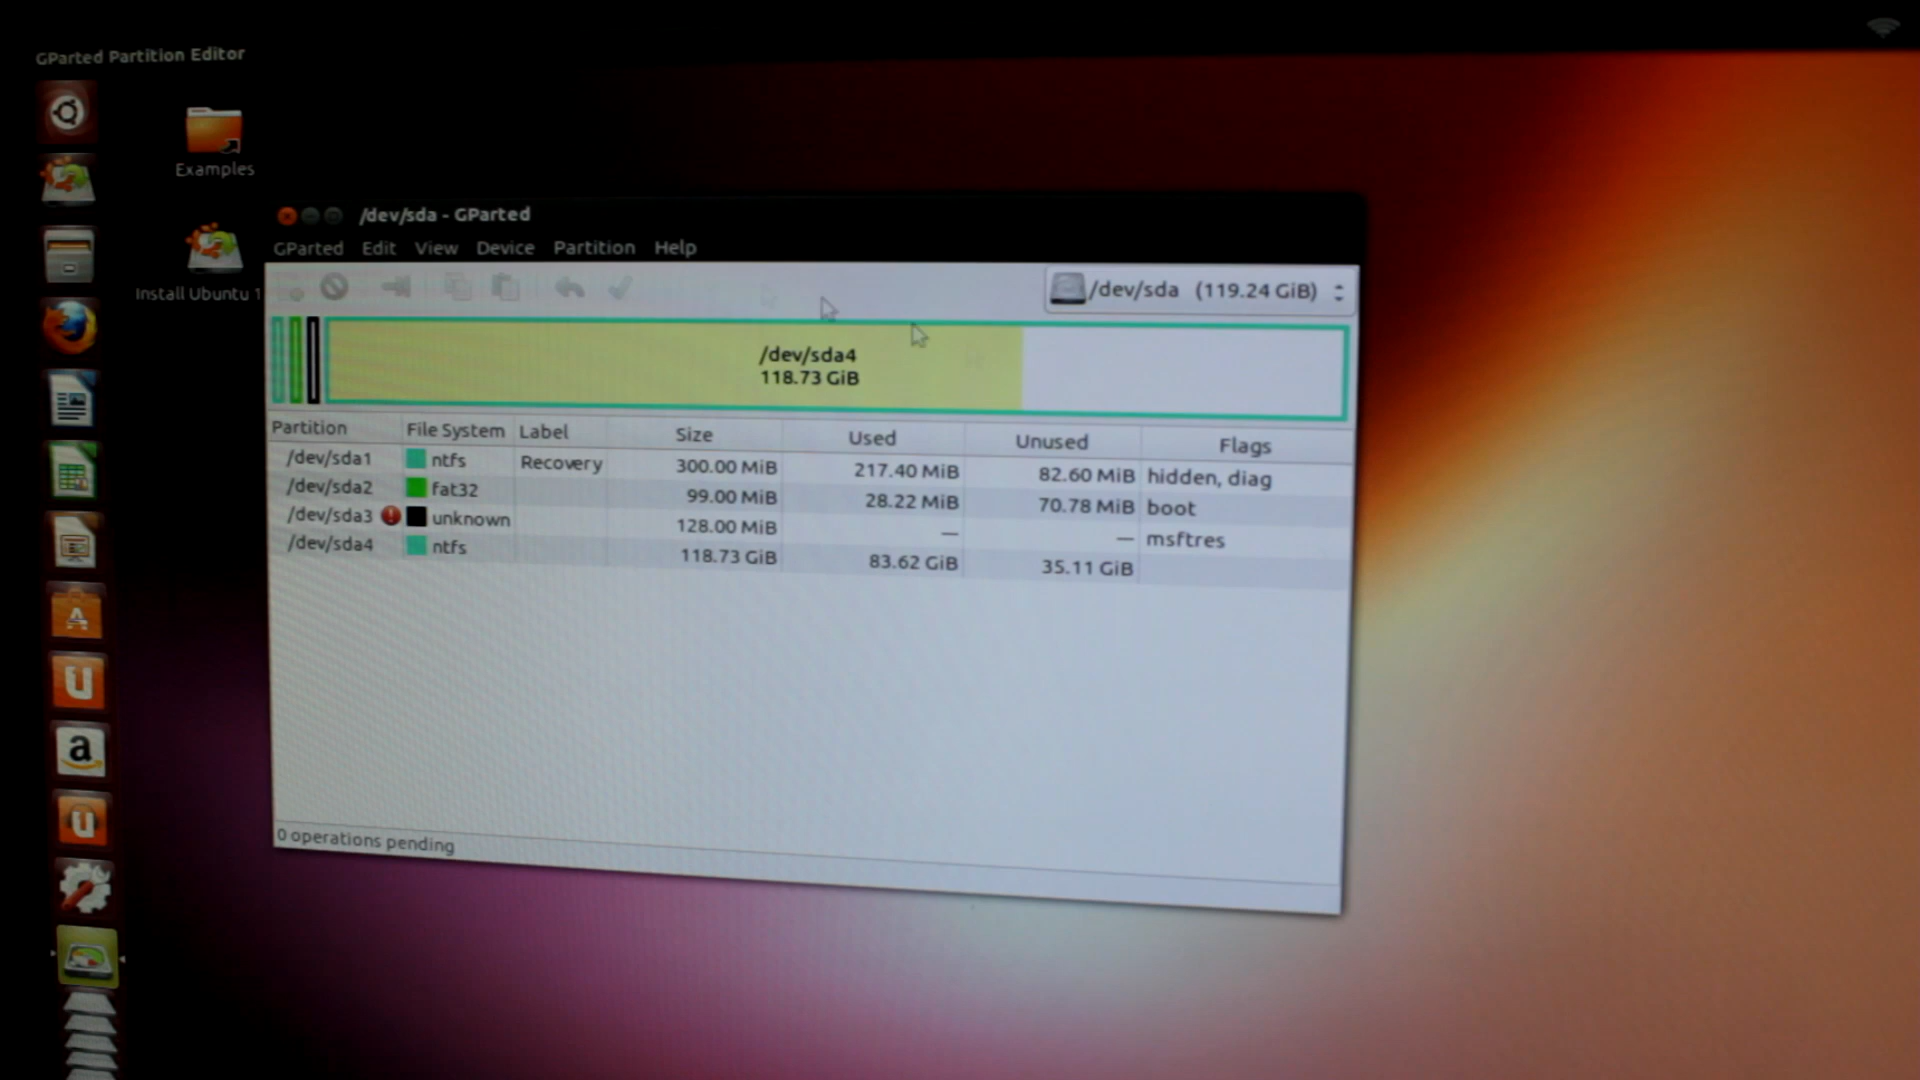 GParted Partition Editor
Examples
Install Ubuntu 1
/dev/sda - GParted
GParted Edit View Device Partition Help
/dev/sda (119.24 GiB)
/dev/sda4
118.73 GiB
Partition File System Label Size Used Unused Flags
/dev/sda1 ntfs Recovery 300.00 MiB 217.40 MiB 82.60 MiB hidden, diag
/dev/sda2 fat32 99.00 MiB 28.22 MiB 70.78 MiB boot
/dev/sda3 unknown 128.00 MiB — — msftres
/dev/sda4 ntfs 118.73 GiB 83.62 GiB 35.11 GiB
0 operations pending